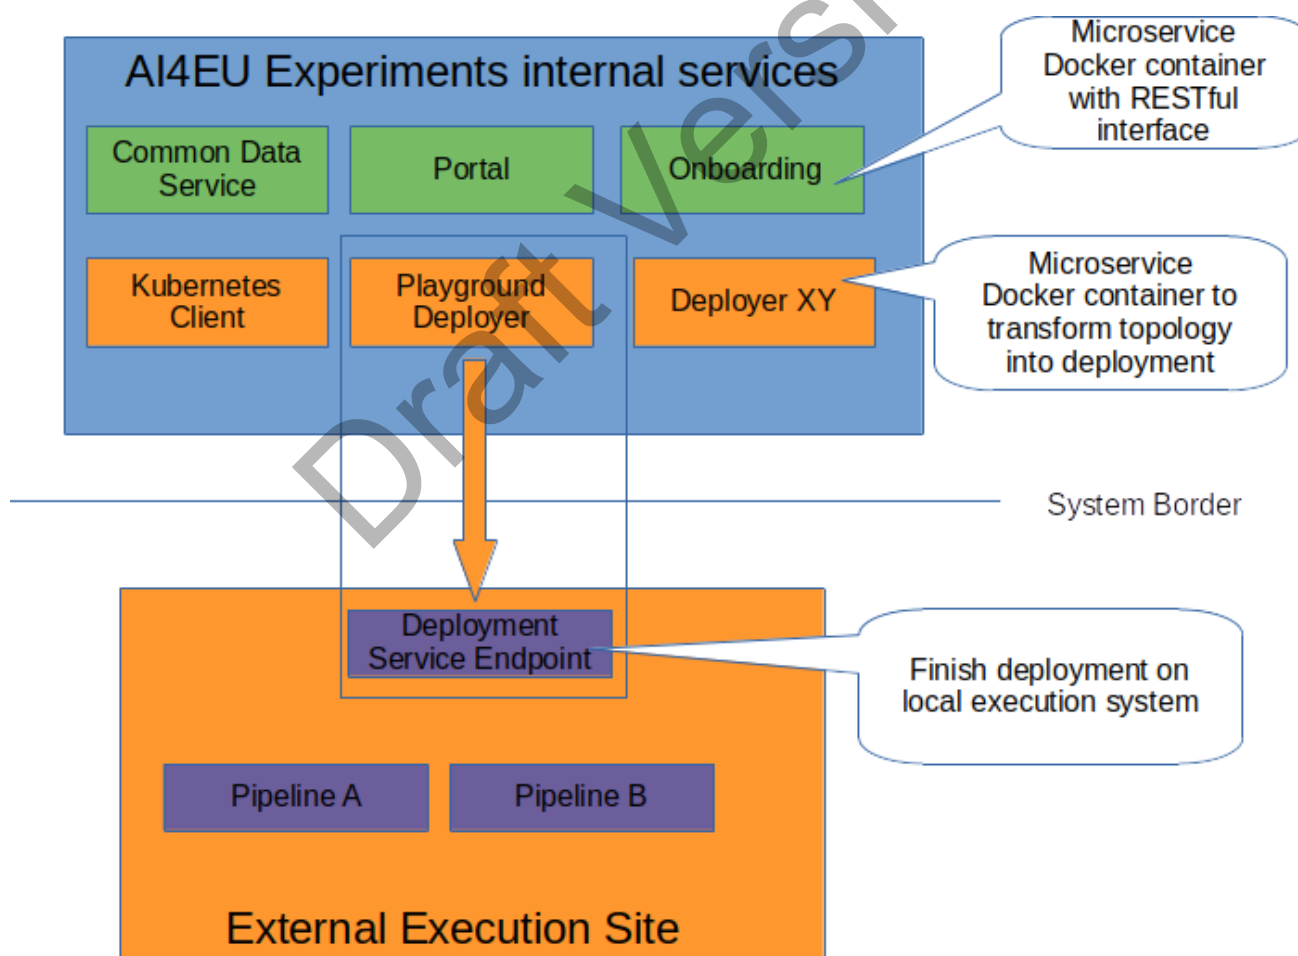 AI4EU Experiments internal services
Microservice
Docker container
with RESTful
interface
Common Data
Service
Portal
Onboarding
Kubernetes
Client
Playground
Deployer
Deployer XY
Microservice
Docker container to
transform topology
into deployment
System Border
Deployment
Service Endpoint
Finish deployment on
local execution system
Pipeline A
Pipeline B
External Execution Site
Draft Versi